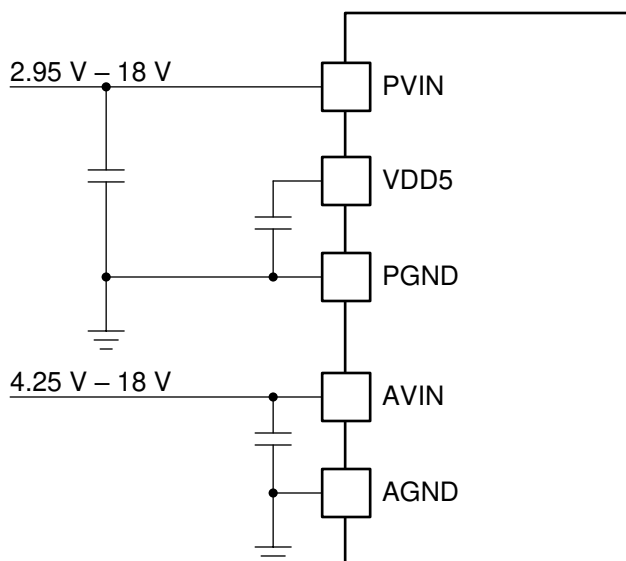 2.95 V – 18 V
PVIN
VDD5
PGND
4.25 V – 18 V
AVIN
AGND